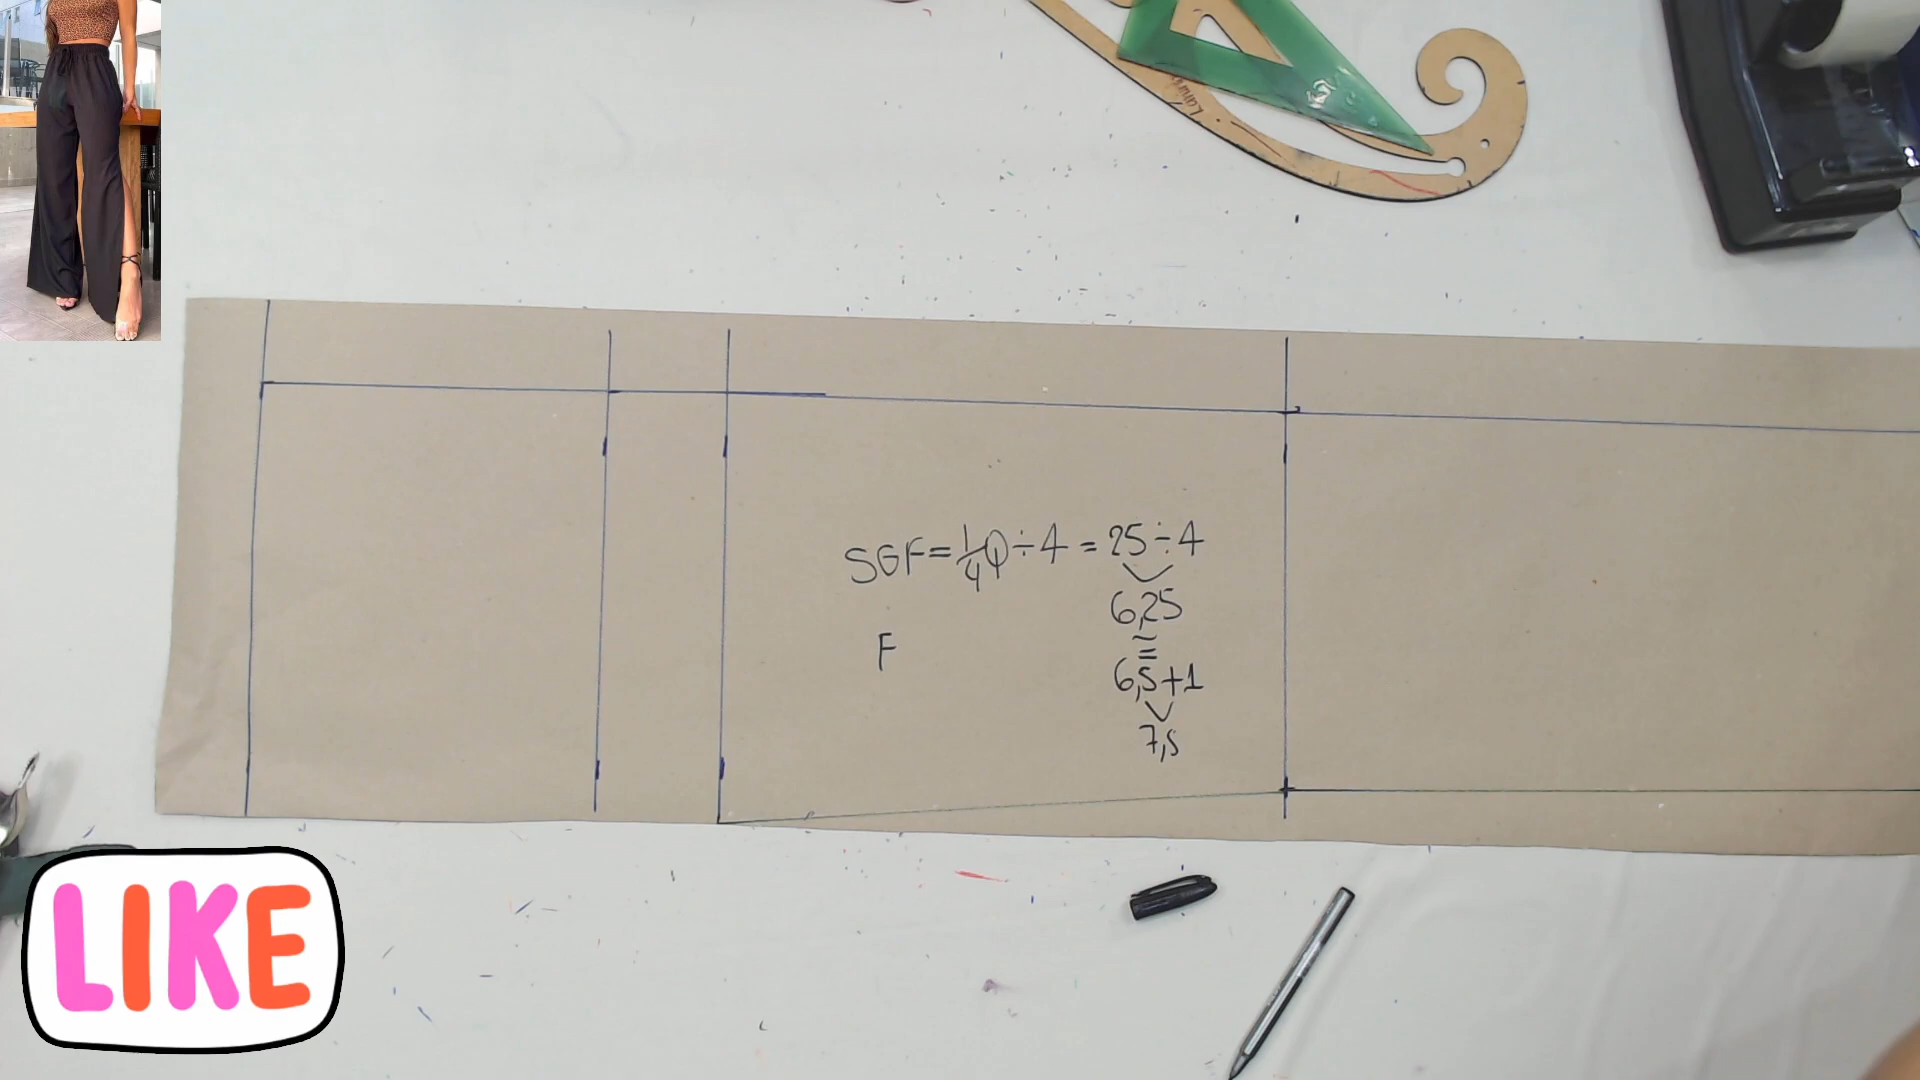 SGF = 1/4 Q ÷ 4 = 25 ÷ 4
6,25
≅
6,5+1
7,5
F
LIKE